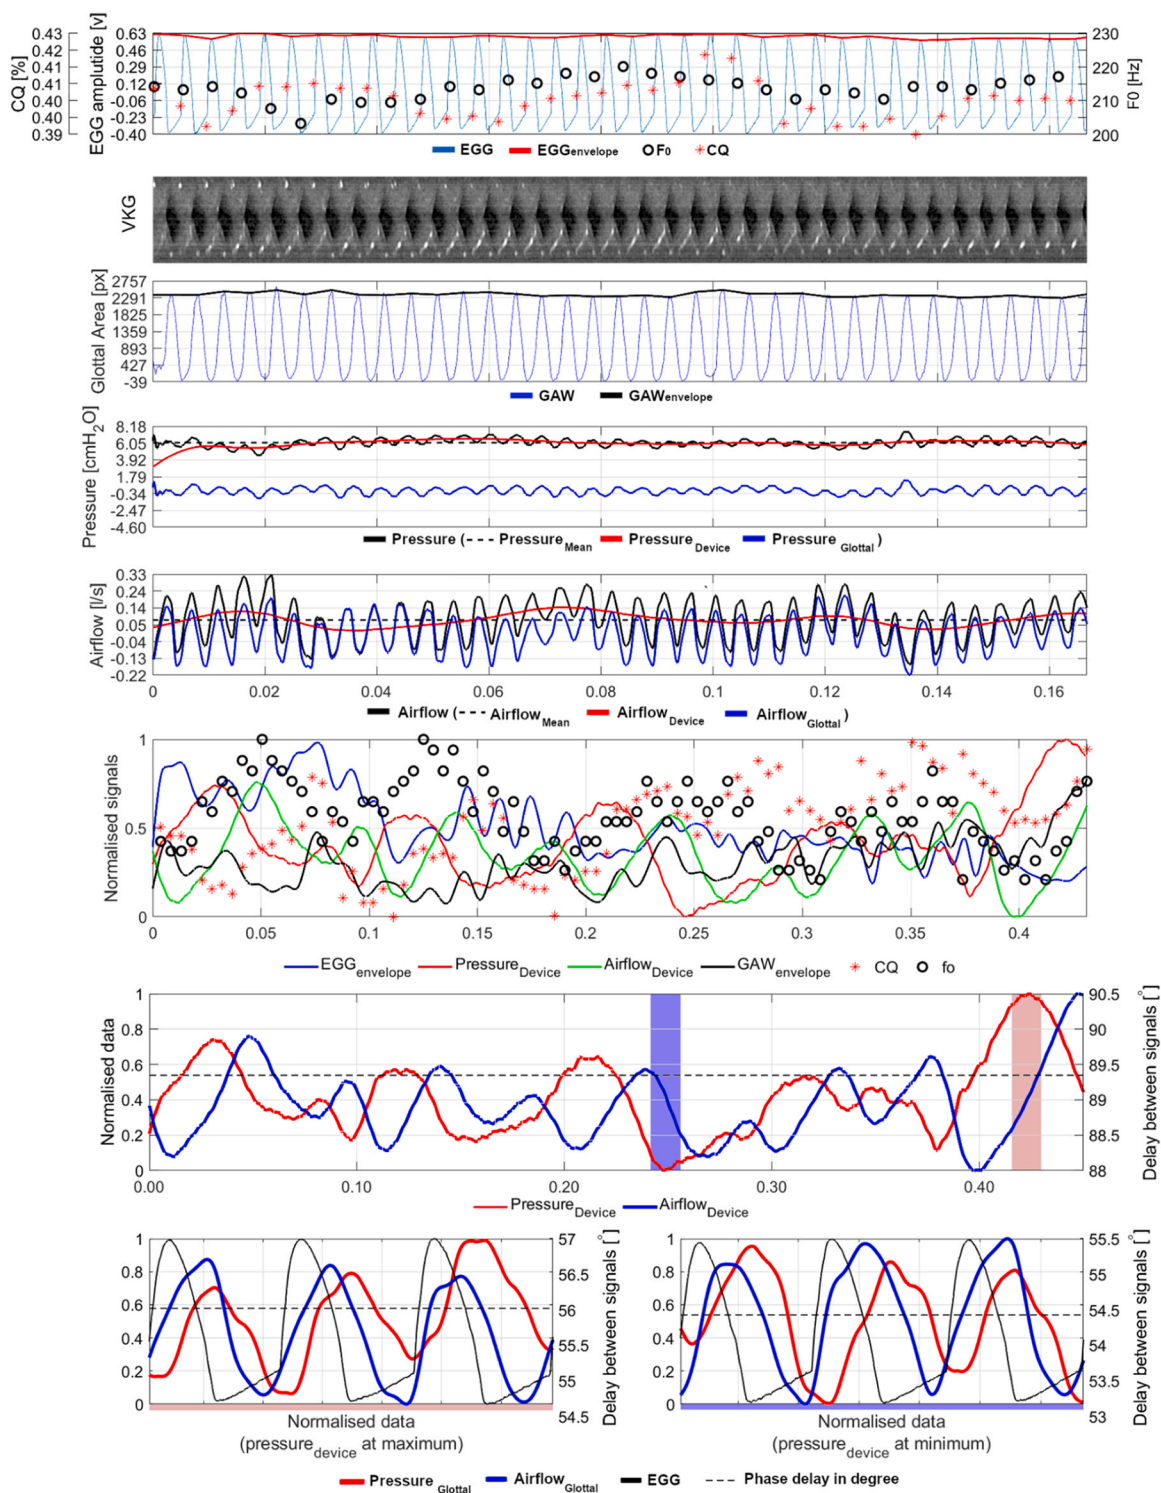 CQ [%]
0.43
0.42
0.41
0.40
0.40
0.39
EGG amplutide [v]
0.63
0.46
0.29
0.12
-0.06
-0.23
-0.40
230
220
210
200
F0 [Hz]
EGG EGGenvelope F0 CQ
VKG
Glottal Area [px]
2757
2291
1825
1359
893
427
-39
GAW GAWenvelope
Pressure [cmH2O]
8.18
6.05
3.92
1.79
-0.34
-2.47
-4.60
Pressure ( Pressure Mean Pressure Device Pressure Glottal )
Airflow [l/s]
0.33
0.24
0.14
0.05
-0.04
-0.13
-0.22
0 0.02 0.04 0.06 0.08 0.1 0.12 0.14 0.16
Airflow ( Airflow Mean Airflow Device Airflow Glottal )
Normalised signals
1
0.5
0
0 0.05 0.1 0.15 0.2 0.25 0.3 0.35 0.4
EGG envelope Pressure Device Airflow Device GAW envelope CQ fo
Normalised data
1
0.8
0.6
0.4
0.2
0
90.5
90
89.5
89
88.5
88
Delay between signals [°]
0.00 0.10 0.20 0.30 0.40
Pressure Device Airflow Device
1
0.8
0.6
0.4
0.2
0
57
56.5
56
55.5
55
54.5
Delay between signals [°]
Normalised data
(pressure device at maximum)
1
0.8
0.6
0.4
0.2
0
55.5
55
54.5
54
53.5
53
Delay between signals [°]
Normalised data
(pressure device at minimum)
Pressure Glottal Airflow Glottal EGG Phase delay in degree